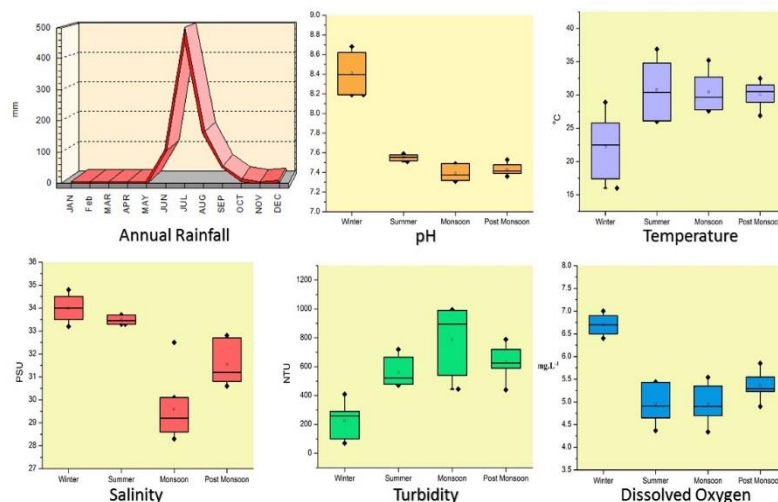 500
400
300
200
100
0
mm
JAN
Feb
MAR
APR
MAY
JUN
JUL
AUG
SEP
OCT
NOV
DEC
Annual Rainfall
9.0
8.8
8.6
8.4
8.2
8.0
7.8
7.6
7.4
7.2
7.0
Winter
Summer
Monsoon
Post Monsoon
pH
35
30
25
20
15
°C
Winter
Summer
Monsoon
Post Monsoon
Temperature
36
35
34
33
32
31
30
29
28
27
PSU
Winter
Summer
Monsoon
Post Monsoon
Salinity
1200
1000
800
600
400
200
0
NTU
Winter
Summer
Monsoon
Post Monsoon
Turbidity
8.0
7.5
7.0
6.5
6.0
5.5
5.0
4.5
4.0
3.5
mg.L⁻¹
Winter
Summer
Monsoon
Post Monsoon
Dissolved Oxygen